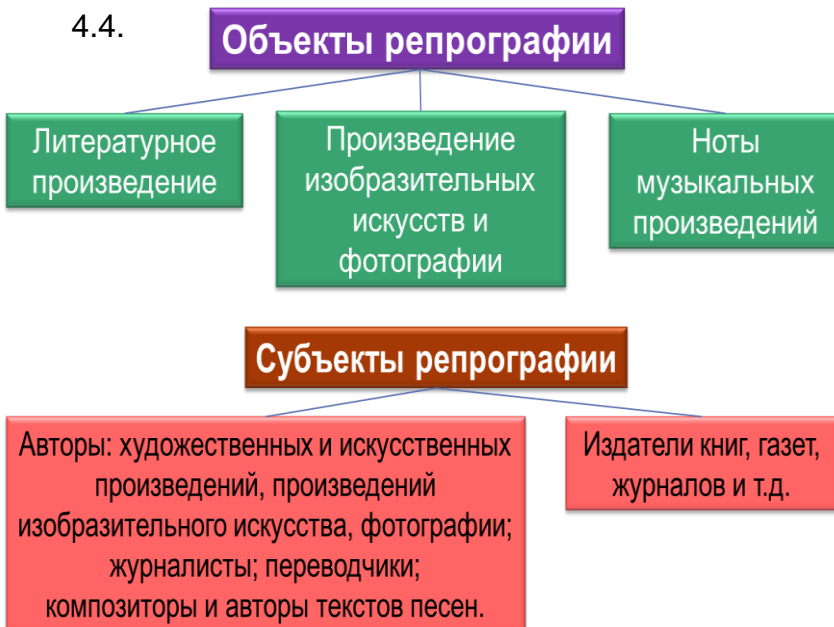 4.4.
Объекты репрографии
Литературное
произведение
Произведение
изобразительных
искусств и
фотографии
Ноты
музыкальных
произведений
Субъекты репрографии
Авторы: художественных и искусственных
произведений, произведений
изобразительного искусства, фотографии;
журналисты; переводчики;
композиторы и авторы текстов песен.
Издатели книг, газет,
журналов и т.д.